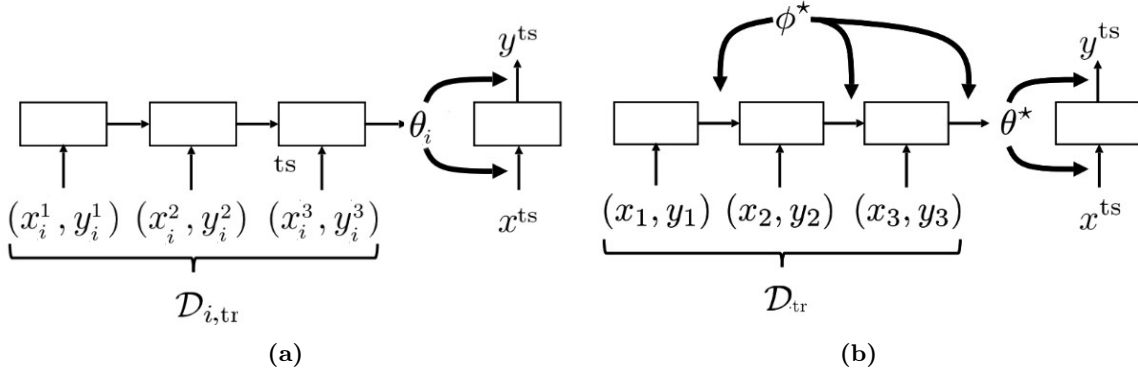 ϕ*
y^ts
y^ts
θ_i
θ*
ts
(x_i^1, y_i^1) (x_i^2, y_i^2) (x_i^3, y_i^3)
x^ts
(x_1, y_1) (x_2, y_2) (x_3, y_3)
x^ts
𝒟_{i,tr}
𝒟_tr
(a)
(b)